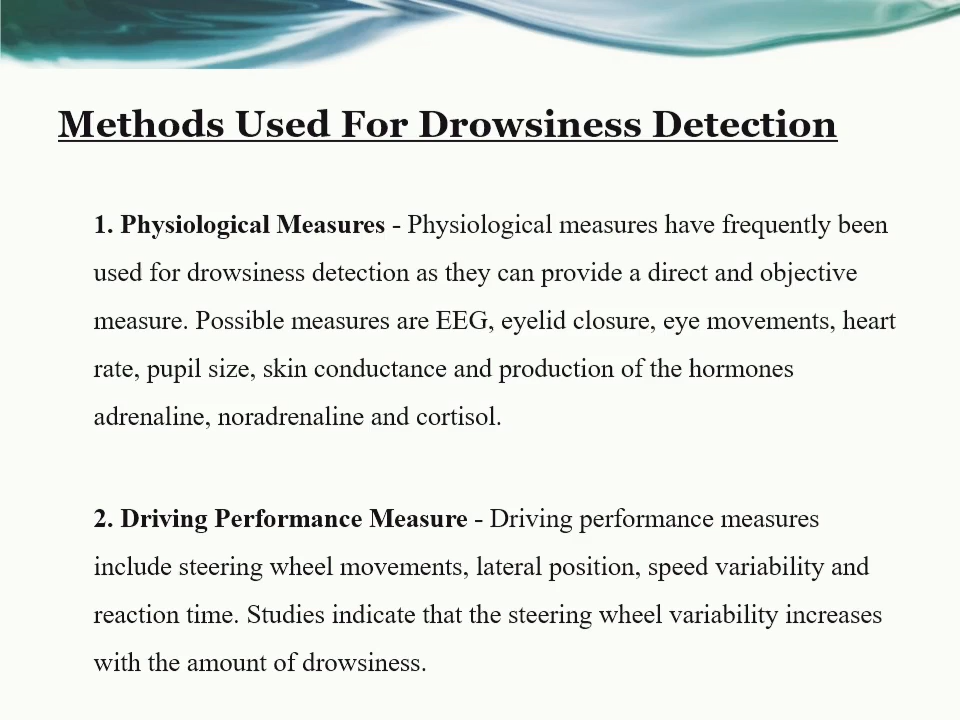 Methods Used For Drowsiness Detection
1. Physiological Measures - Physiological measures have frequently been
used for drowsiness detection as they can provide a direct and objective
measure. Possible measures are EEG, eyelid closure, eye movements, heart
rate, pupil size, skin conductance and production of the hormones
adrenaline, noradrenaline and cortisol.
2. Driving Performance Measure - Driving performance measures
include steering wheel movements, lateral position, speed variability and
reaction time. Studies indicate that the steering wheel variability increases
with the amount of drowsiness.